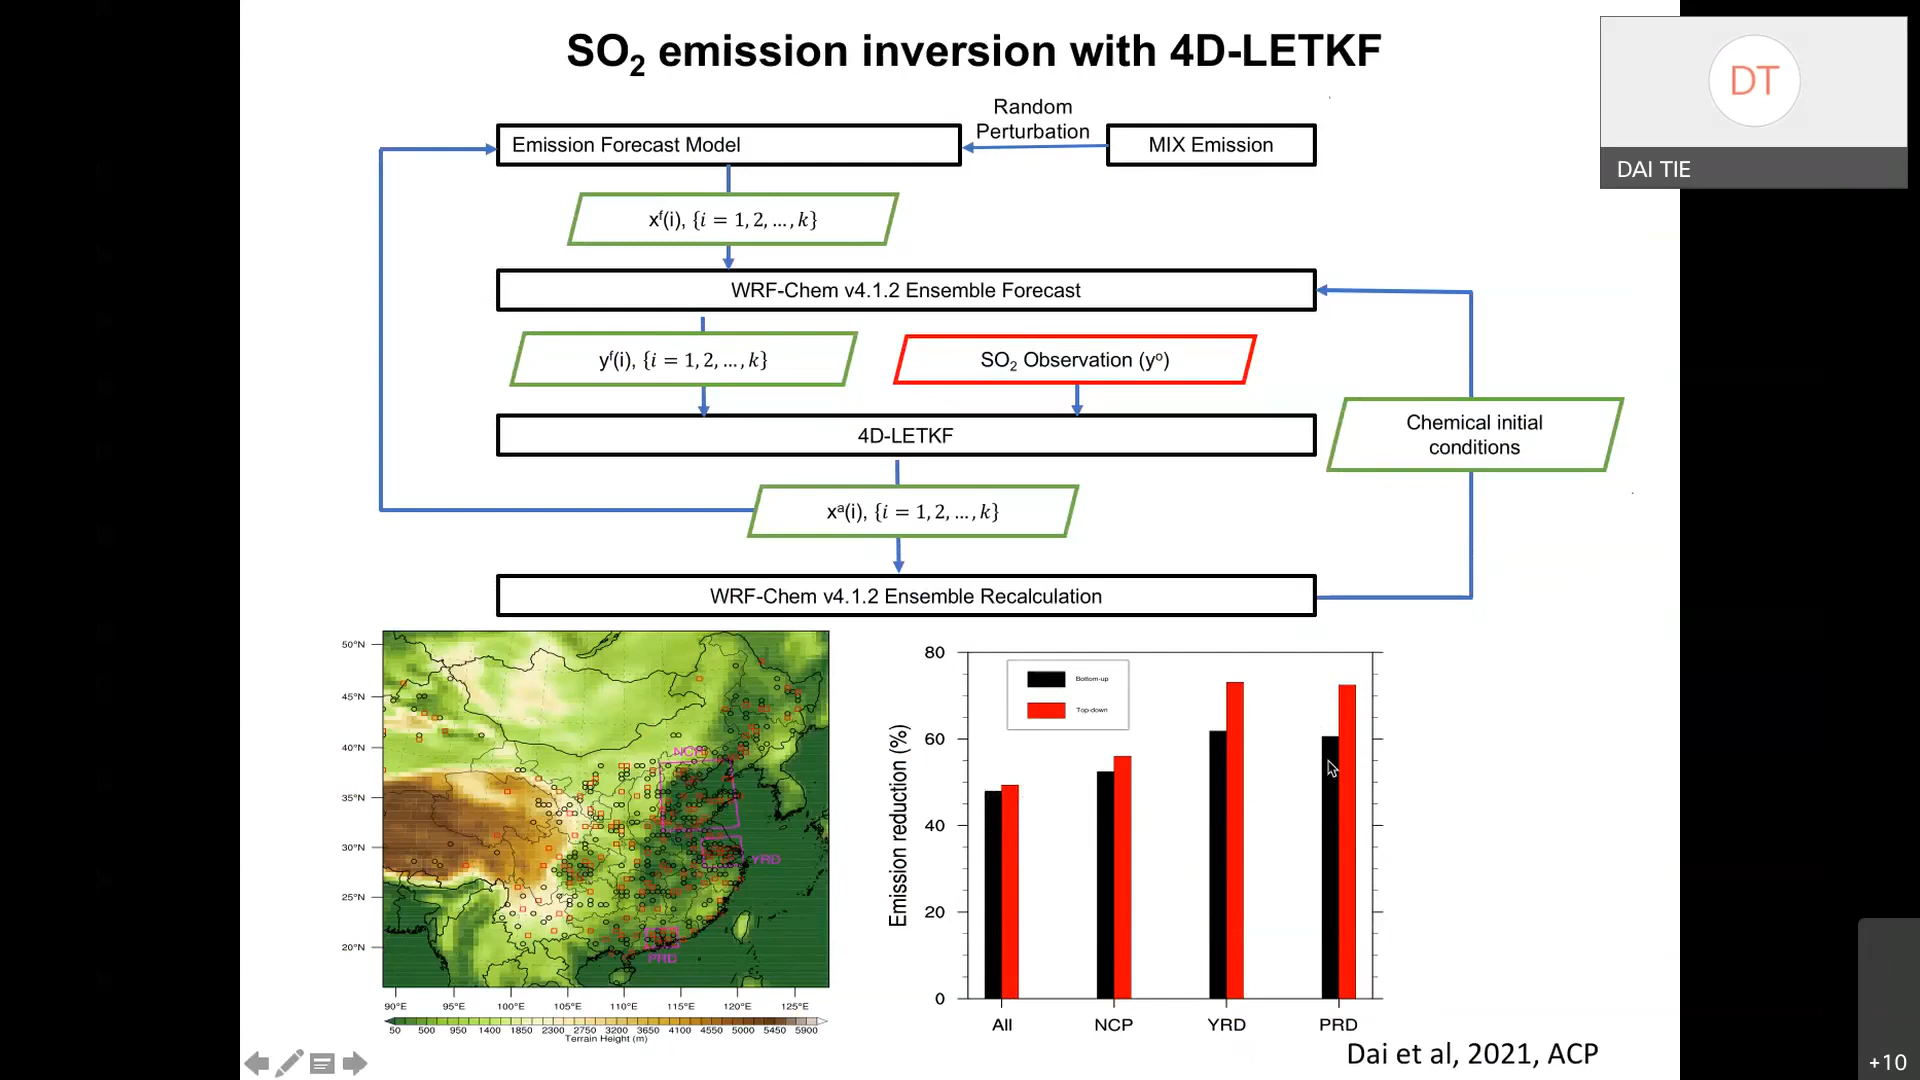 SO₂ emission inversion with 4D-LETKF
DT
DAI TIE
Random
Perturbation
Emission Forecast Model
MIX Emission
xᶠ(i), {i = 1, 2, ..., k}
WRF-Chem v4.1.2 Ensemble Forecast
yᶠ(i), {i = 1, 2, ..., k}
SO₂ Observation (yᵒ)
4D-LETKF
Chemical initial
conditions
xᵃ(i), {i = 1, 2, ..., k}
WRF-Chem v4.1.2 Ensemble Recalculation
50°N
45°N
40°N
35°N
30°N
25°N
20°N
NCP
YRD
PRD
90°E 95°E 100°E 105°E 110°E 115°E 120°E 125°E
50 500 950 1400 1850 2300 2750 3200 3650 4100 4550 5000 5450 5900
Terrain Height (m)
Emission reduction (%)
80
60
40
20
0
Bottom-up
Top-down
All NCP YRD PRD
Dai et al, 2021, ACP
+10